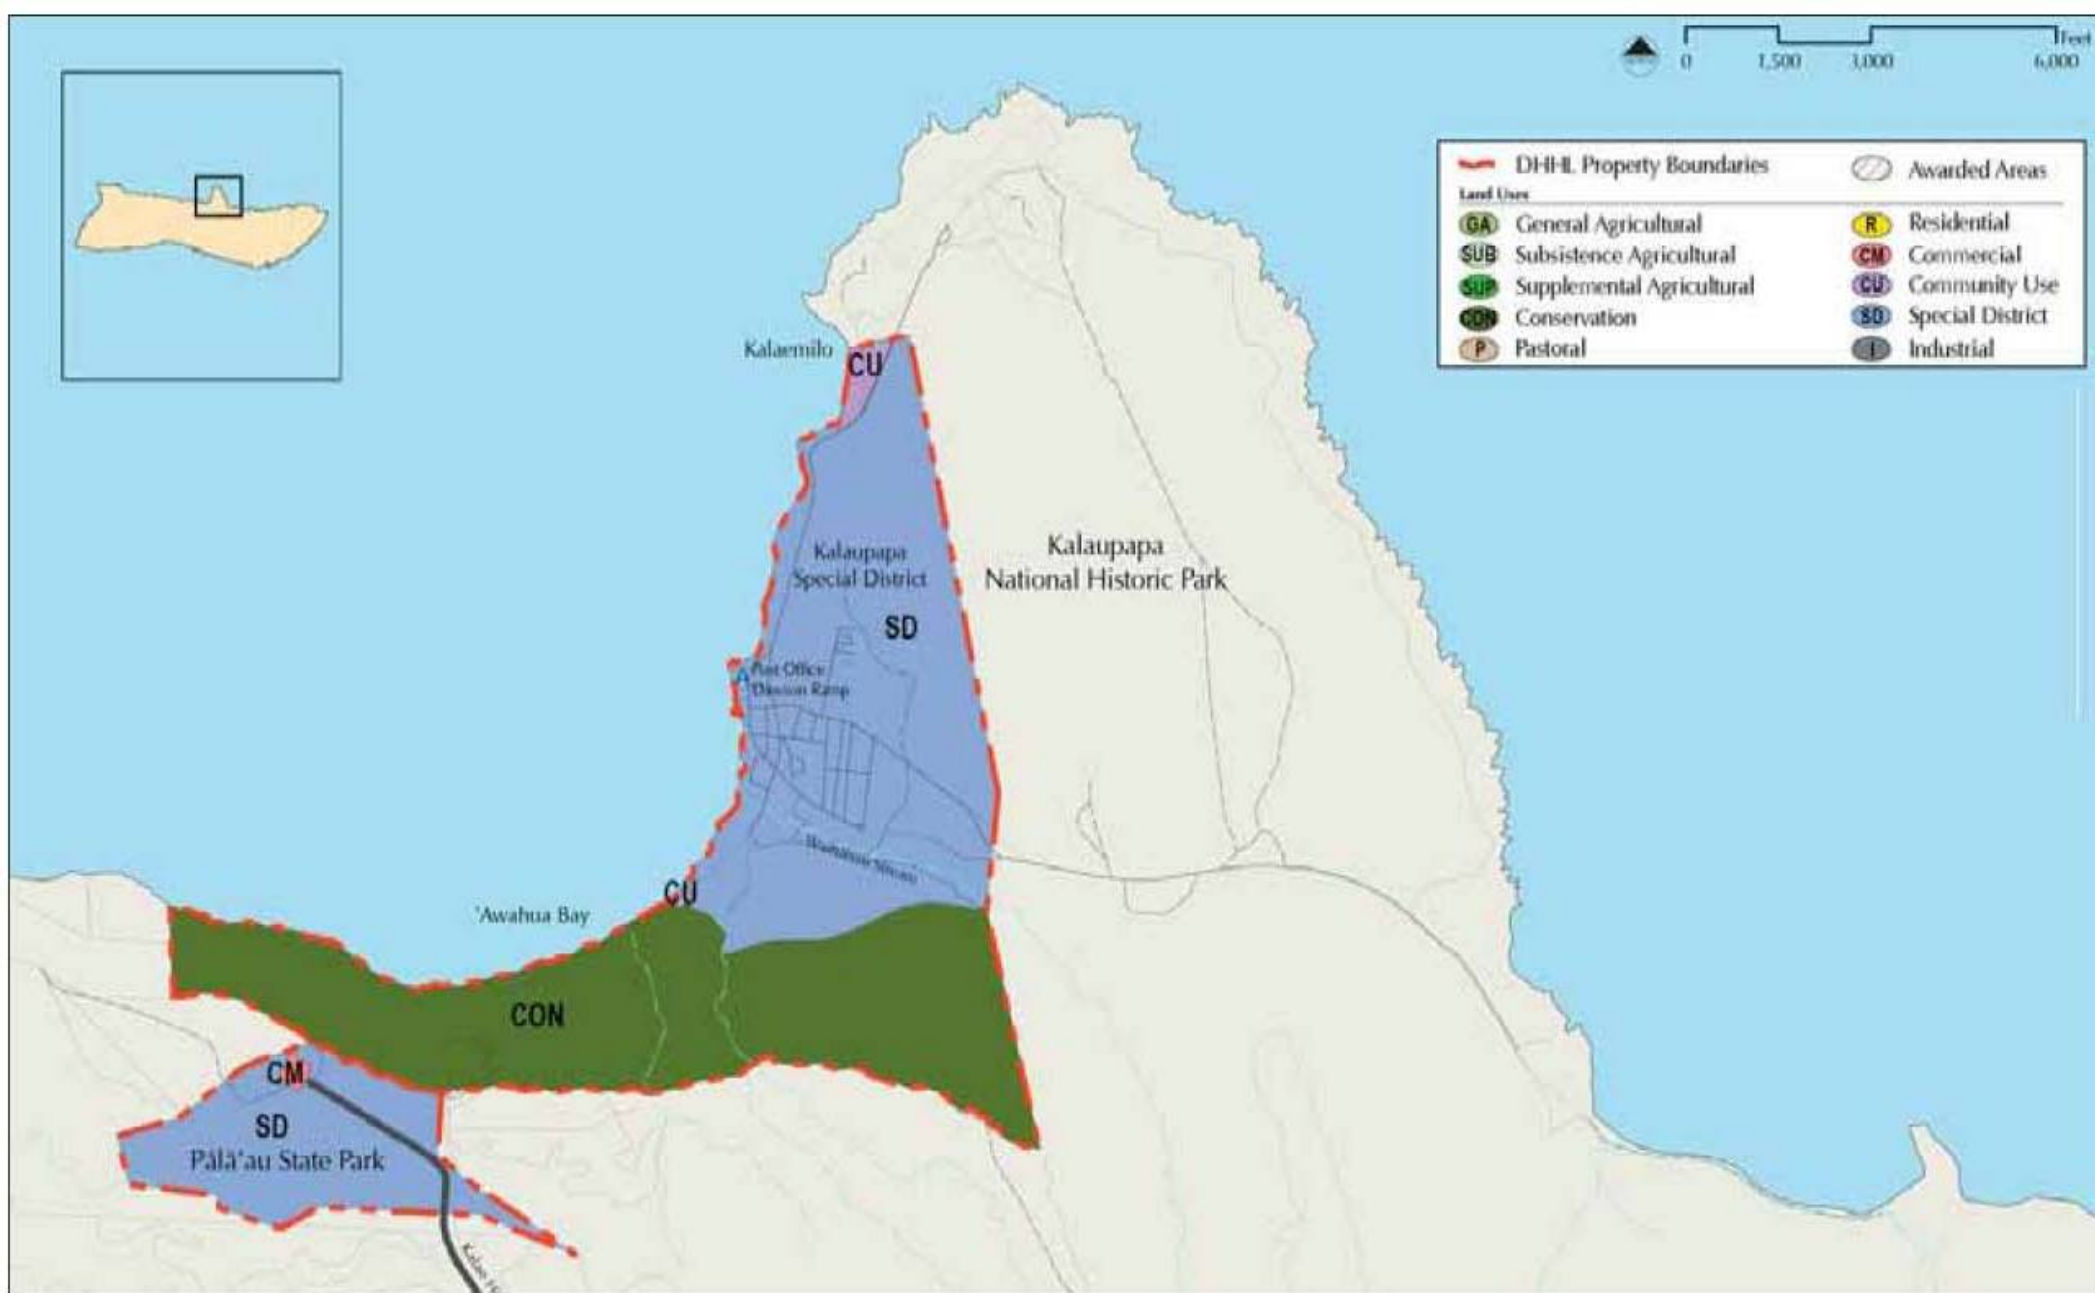 Feet
0 1,500 3,000 6,000
DHHL Property Boundaries
Awarded Areas
Land Uses
GA General Agricultural
R Residential
SUB Subsistence Agricultural
CM Commercial
SUP Supplemental Agricultural
CU Community Use
CON Conservation
SD Special District
P Pastoral
I Industrial
Kalaemilo
CU
Kalaupapa
Special District
SD
Kalaupapa
National Historic Park
Post Office
Ramp
CU
'Awahua Bay
CON
CM
SD
Pālā'au State Park
Kalae